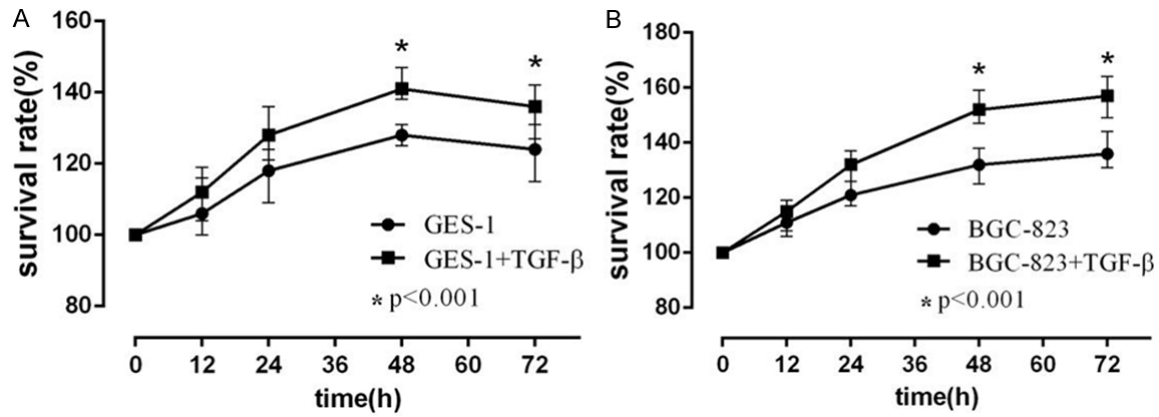 A
survival rate(%)
160
140
120
100
80
* *
GES-1
GES-1+TGF-β
* p<0.001
0 12 24 36 48 60 72
time(h)
B
survival rate(%)
180
160
140
120
100
80
* *
BGC-823
BGC-823+TGF-β
* p<0.001
0 12 24 36 48 60 72
time(h)